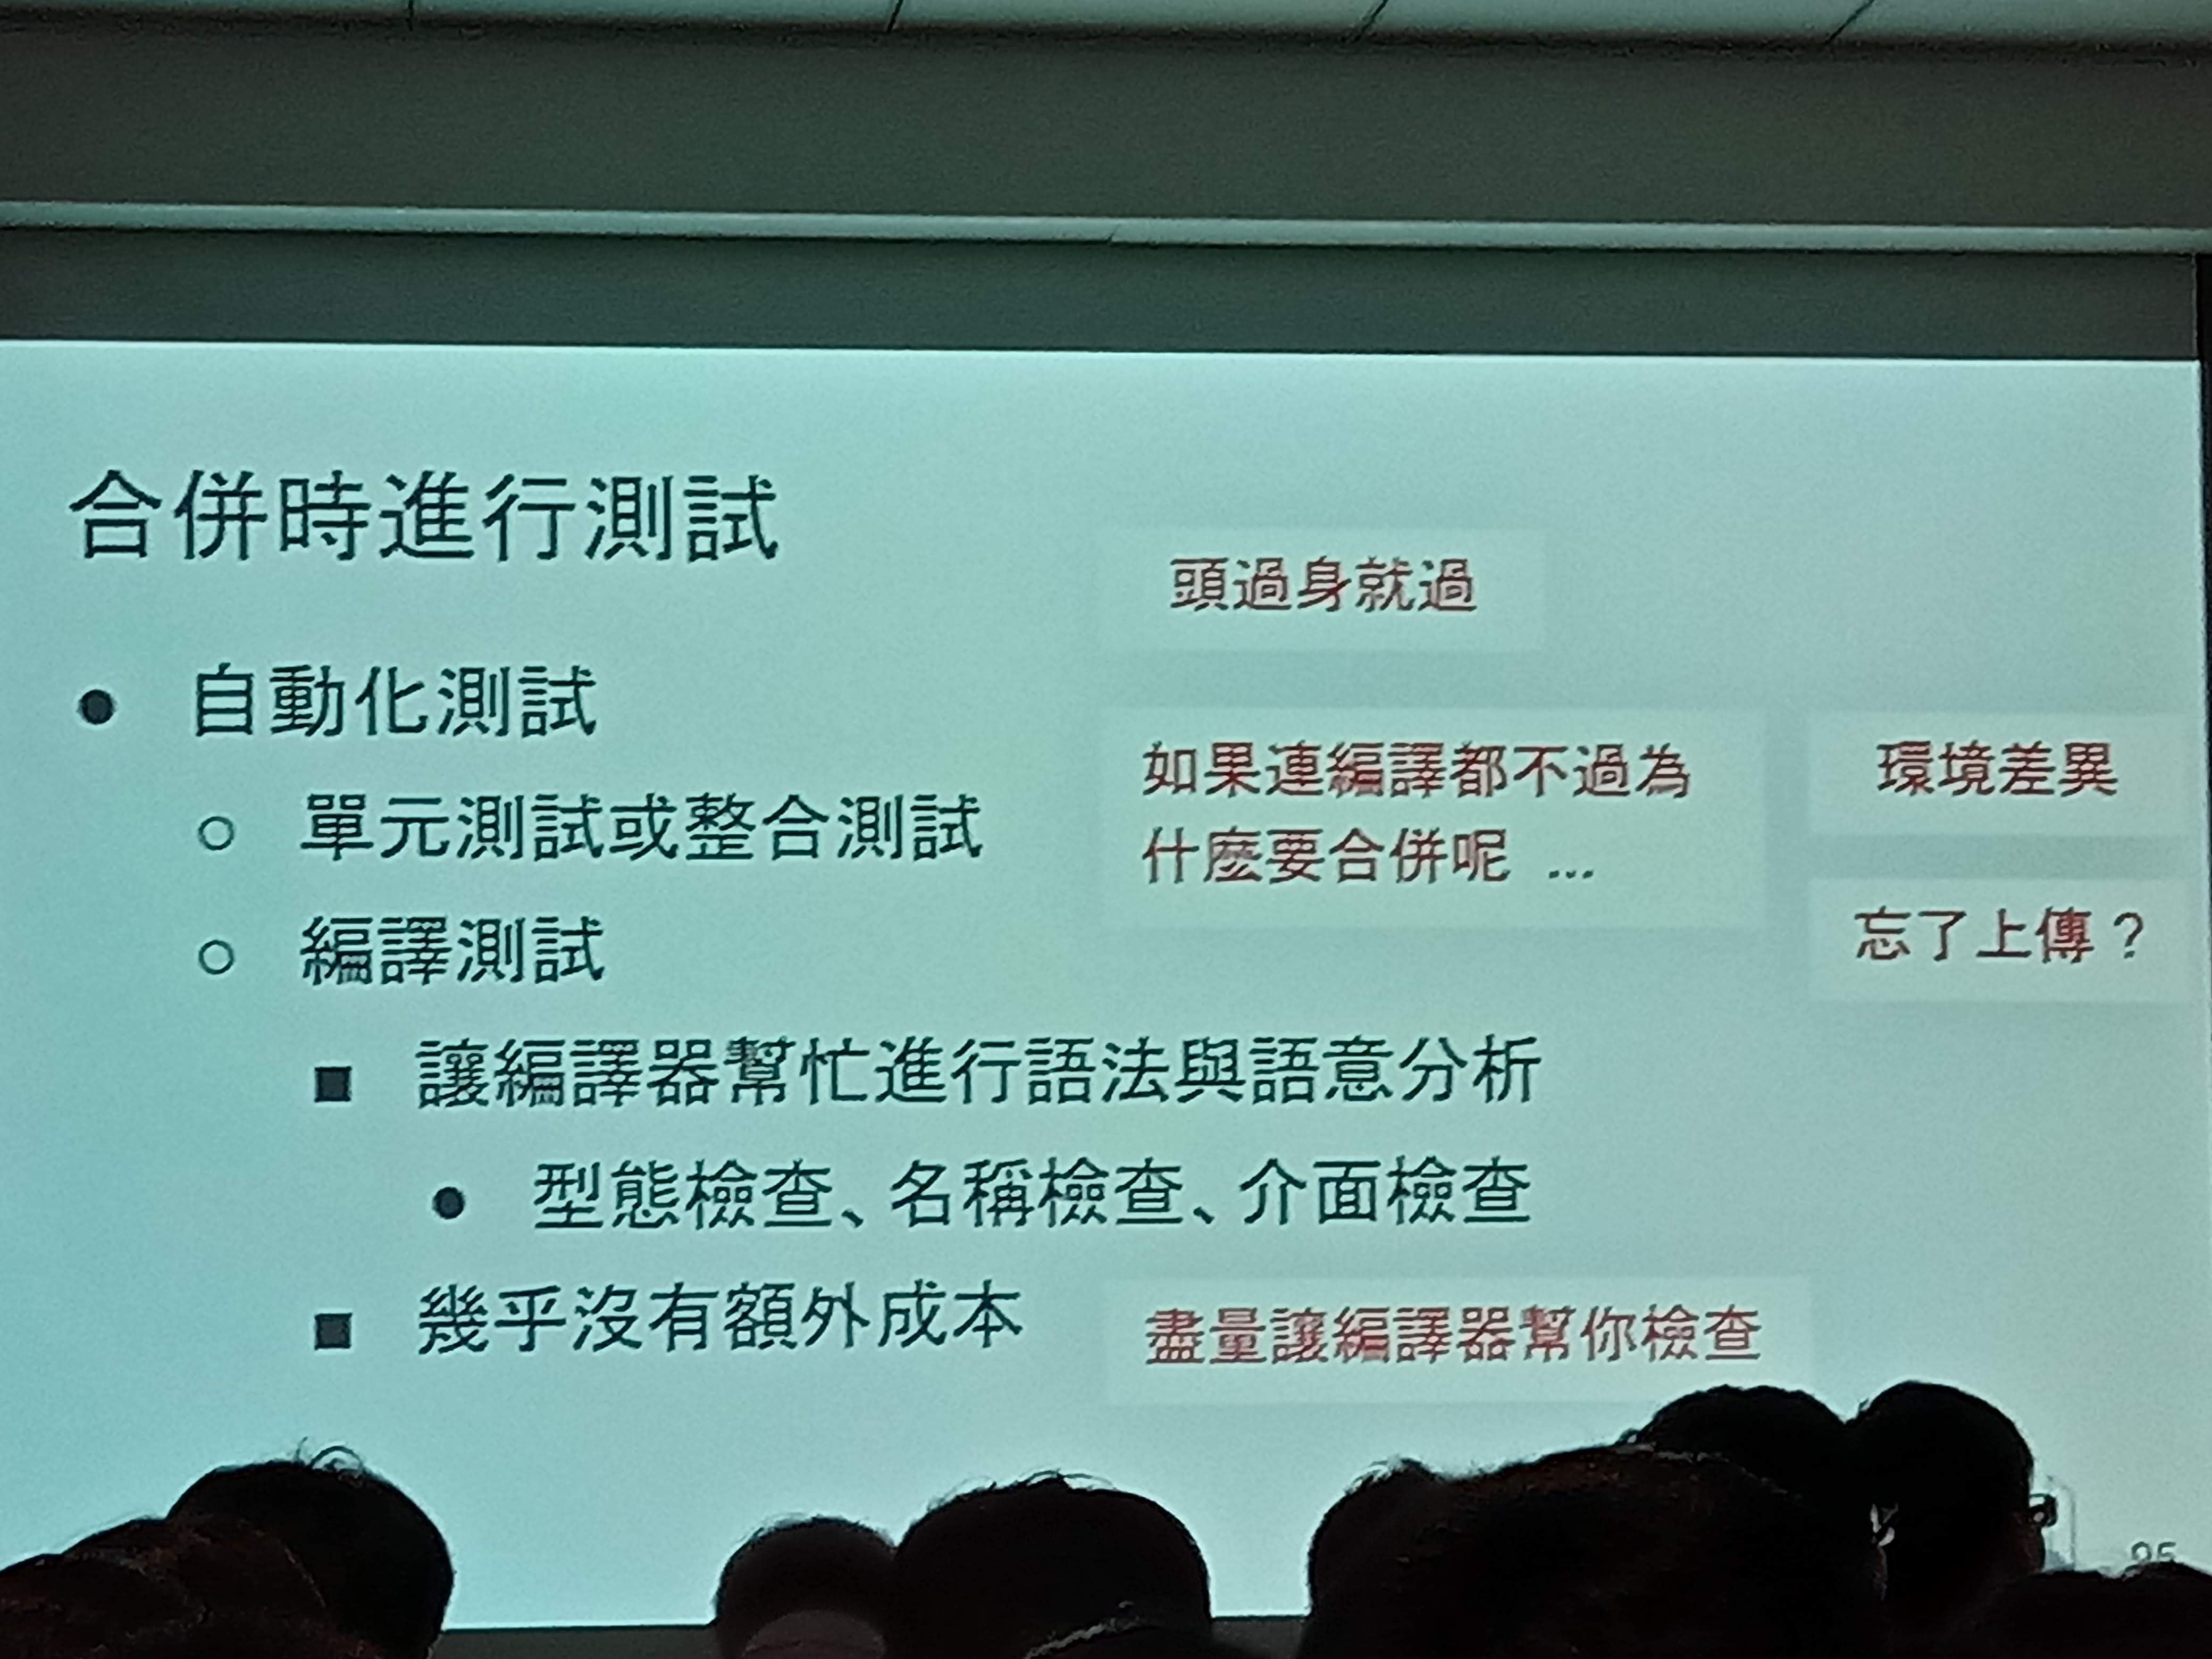 合併時進行測試
頭過身就過
● 自動化測試
○ 單元測試或整合測試
如果連編譯都不過為
什麼要合併呢 ...
環境差異
忘了上傳？
○ 編譯測試
■ 讓編譯器幫忙進行語法與語意分析
● 型態檢查、名稱檢查、介面檢查
■ 幾乎沒有額外成本
盡量讓編譯器幫你檢查